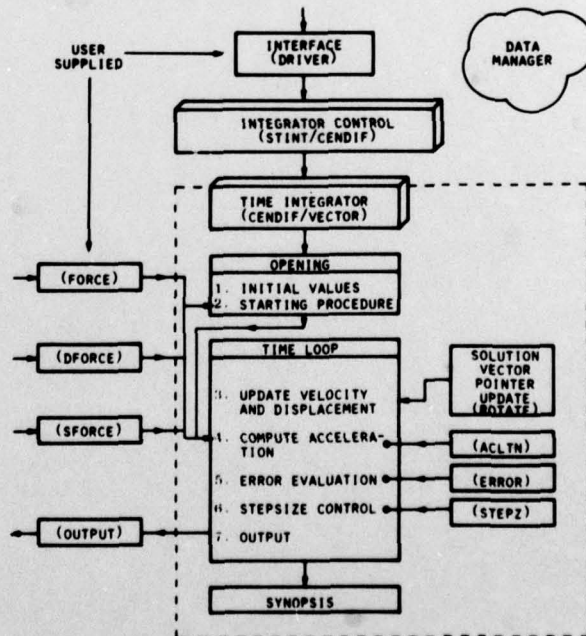 USER
SUPPLIED
INTERFACE
(DRIVER)
DATA
MANAGER
INTEGRATOR CONTROL
(STINT/CENDIF)
TIME INTEGRATOR
(CENDIF/VECTOR)
OPENING
1. INITIAL VALUES
2. STARTING PROCEDURE
(FORCE)
(DFORCE)
(SFORCE)
(OUTPUT)
TIME LOOP
3. UPDATE VELOCITY
AND DISPLACEMENT
4. COMPUTE ACCELERA-
TION
5. ERROR EVALUATION
6. STEPSIZE CONTROL
7. OUTPUT
SOLUTION
VECTOR
POINTER
UPDATE
(ROTATE)
(ACLTN)
(ERROR)
(STEPZ)
SYNOPSIS